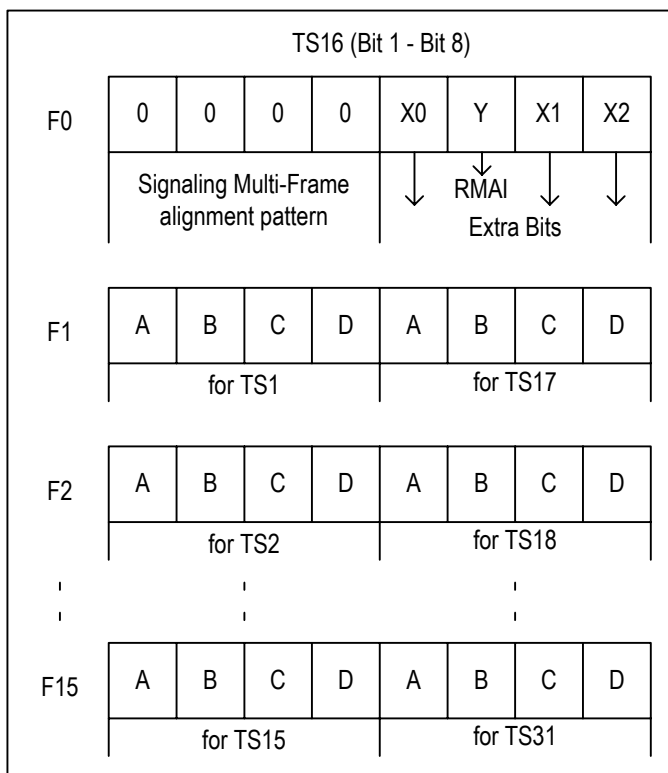 TS16 (Bit 1 - Bit 8)
F0 0 0 0 0 X0 Y X1 X2
Signaling Multi-Frame
alignment pattern
RMAI
Extra Bits
F1 A B C D A B C D
for TS1 for TS17
F2 A B C D A B C D
for TS2 for TS18
F15 A B C D A B C D
for TS15 for TS31